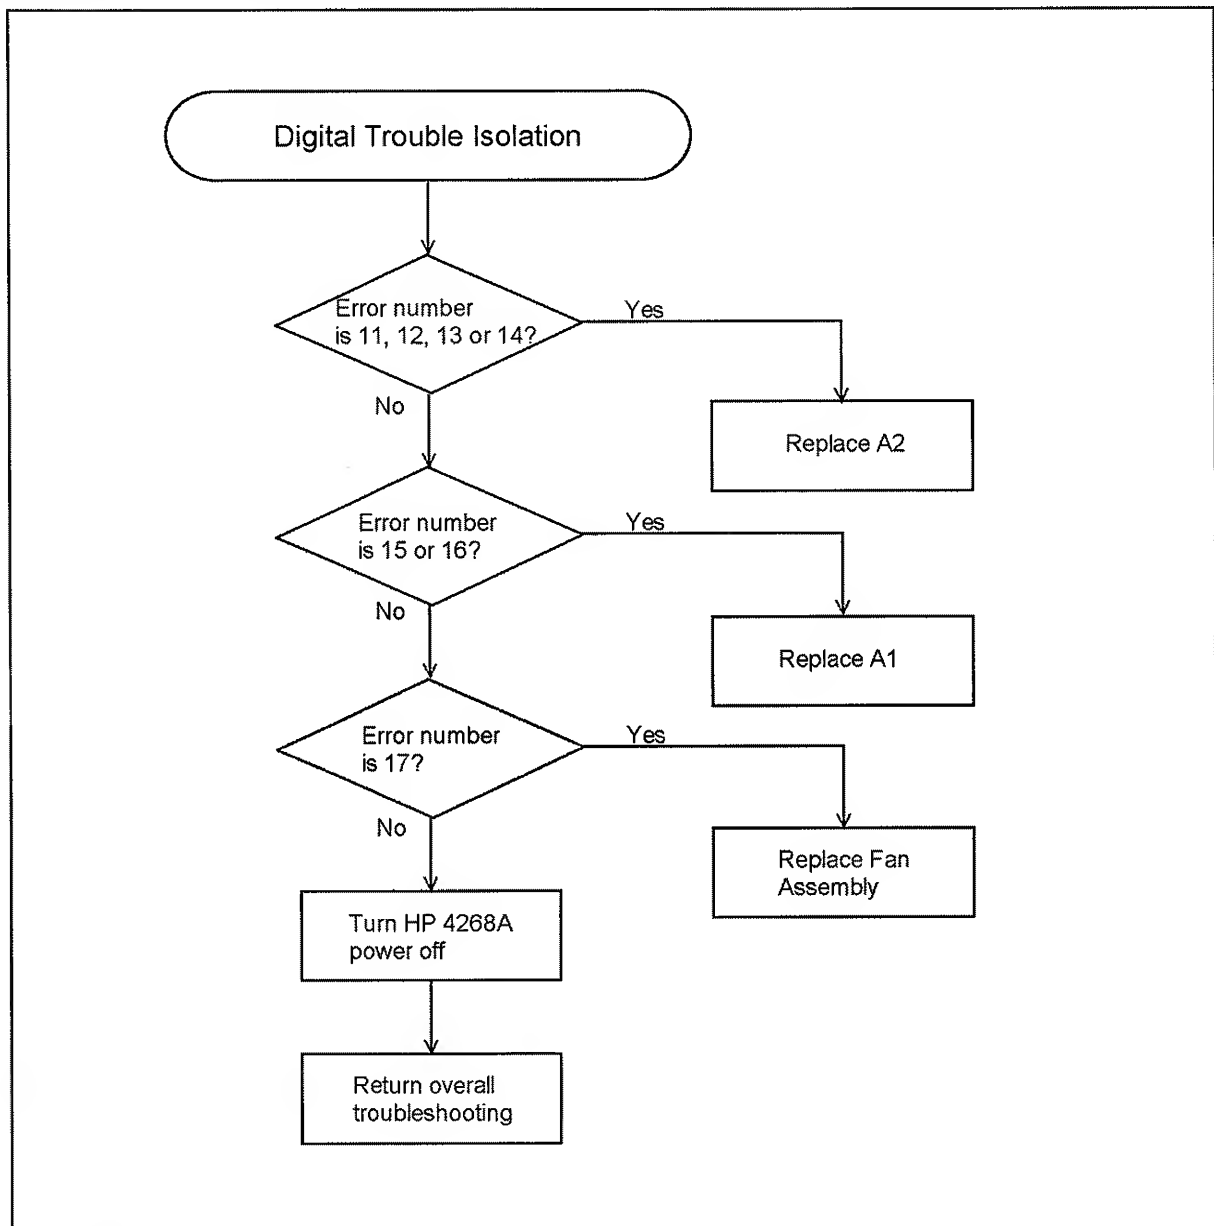 Digital Trouble Isolation
Error number
is 11, 12, 13 or 14?
Yes
No
Replace A2
Error number
is 15 or 16?
Yes
No
Replace A1
Error number
is 17?
Yes
No
Replace Fan
Assembly
Turn HP 4268A
power off
Return overall
troubleshooting